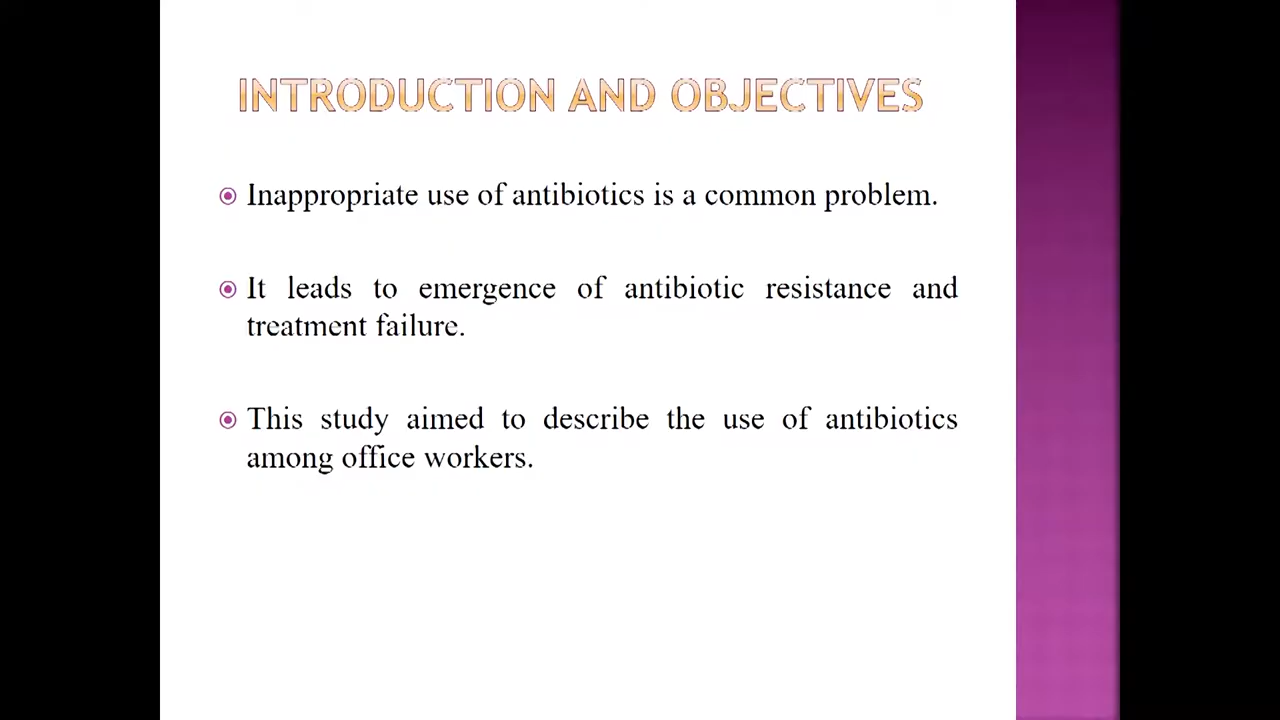 INTRODUCTION AND OBJECTIVES
Inappropriate use of antibiotics is a common problem.
It leads to emergence of antibiotic resistance and
treatment failure.
This study aimed to describe the use of antibiotics
among office workers.